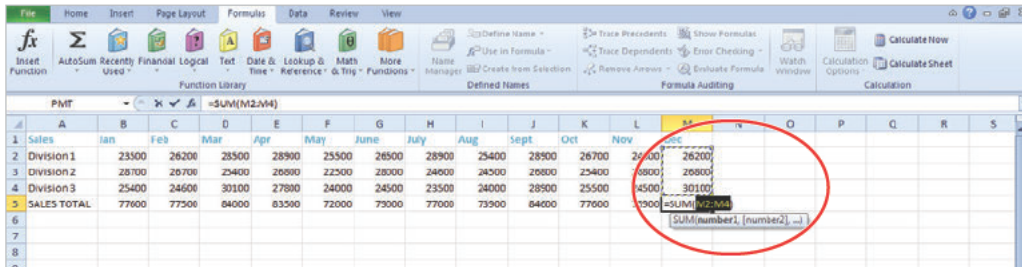 File Home Insert Page Layout Formulas Data Review View
fx Σ A θ Define Name Trace Precedents Show Formulas Calculate Now
Insert AutoSum Recently Financial Logical Text Date & Lookup & Math More Name Use in Formula Trace Dependents Error Checking Watch Calculation Calculate Sheet
Function Used Time Reference & Trig Functions Manager Create from Selection Remove Arrows Evaluate Formula Window Options
Function Library Defined Names Formula Auditing Calculation
PMT fx =SUM(M2:M4)
A B C D E F G H I J K L M N O P Q R S
1 Sales Jan Feb Mar Apr May June July Aug Sept Oct Nov Dec
2 Division 1 23500 26200 28500 28900 25500 26500 28900 25400 28900 26700 26200
3 Division 2 28700 26700 25400 26800 22500 28000 24600 24500 26800 25400 26800
4 Division 3 25400 24600 30100 27800 24000 24500 23500 24000 28900 25500 24500 30100
5 SALES TOTAL 77600 77500 84000 83500 72000 79000 77000 73900 84600 77600 =SUM(M2:M4)
6 SUM(number1, [number2], ...)
7
8